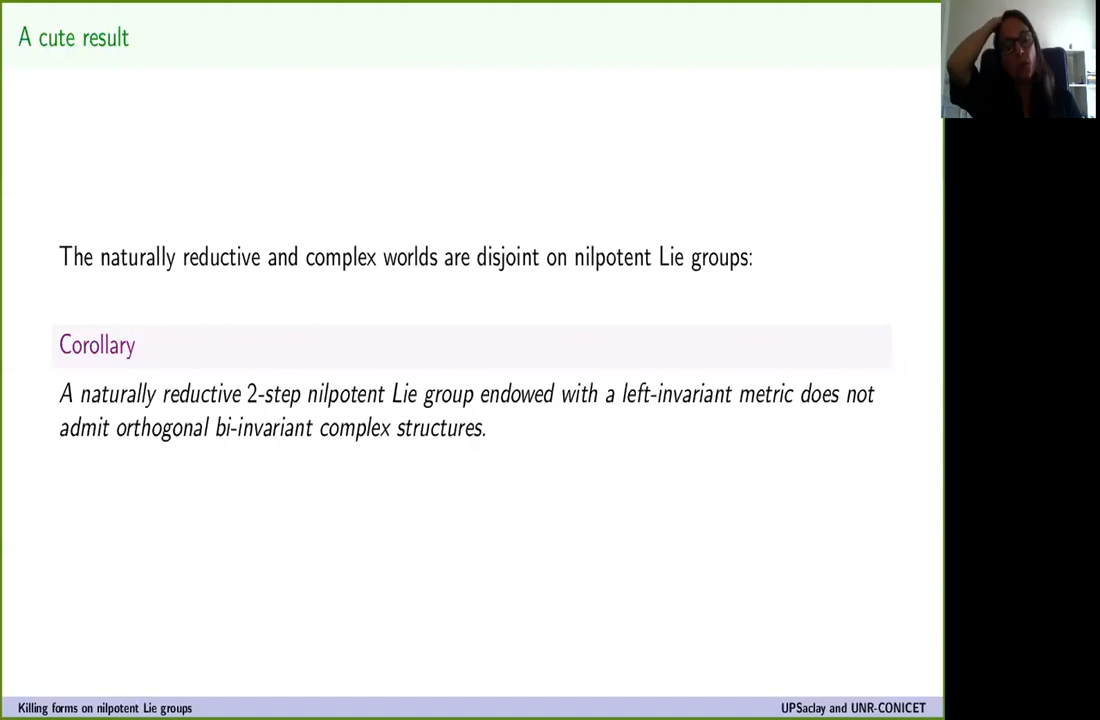 A cute result
The naturally reductive and complex worlds are disjoint on nilpotent Lie groups:
Corollary
A naturally reductive 2-step nilpotent Lie group endowed with a left-invariant metric does not
admit orthogonal bi-invariant complex structures.
Killing forms on nilpotent Lie groups
UPSaclay and UNR-CONICET